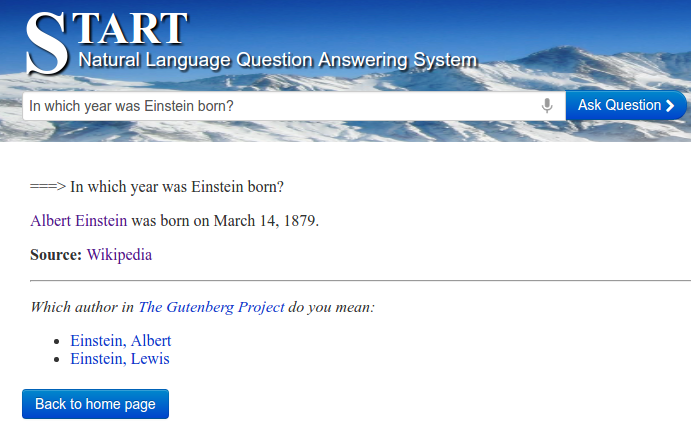 START
Natural Language Question Answering System
In which year was Einstein born?
Ask Question
===> In which year was Einstein born?
Albert Einstein was born on March 14, 1879.
Source: Wikipedia
Which author in The Gutenberg Project do you mean:
• Einstein, Albert
• Einstein, Lewis
Back to home page